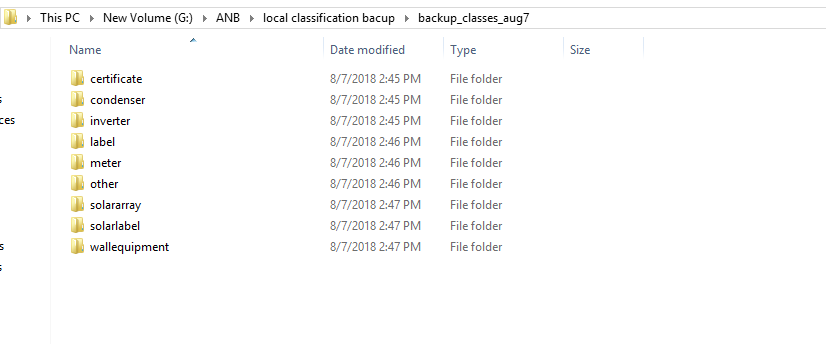 This PC New Volume (G:) ANB local classification bacup backup_classes_aug7
Name Date modified Type Size
certificate 8/7/2018 2:45 PM File folder
s
condenser 8/7/2018 2:45 PM File folder
ces
inverter 8/7/2018 2:45 PM File folder
label 8/7/2018 2:46 PM File folder
meter 8/7/2018 2:46 PM File folder
other 8/7/2018 2:46 PM File folder
solararray 8/7/2018 2:47 PM File folder
solarlabel 8/7/2018 2:47 PM File folder
s
wallequipment 8/7/2018 2:47 PM File folder
s